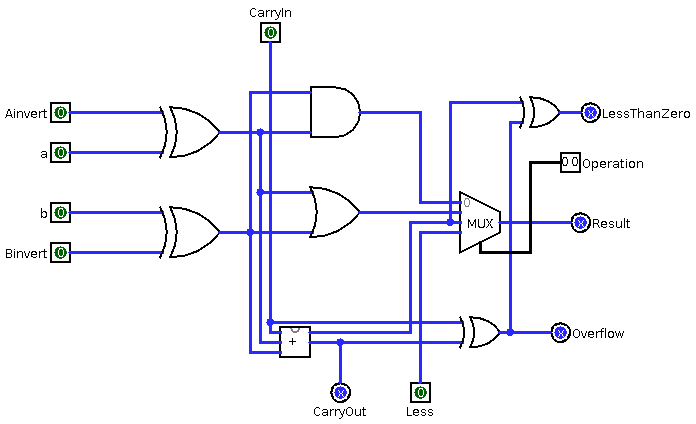 CarryIn
0
Ainvert 0
x LessThanZero
a 0
0 0 Operation
b 0
0
MUX
x Result
Binvert 0
+
x Overflow
x
0
CarryOut
Less